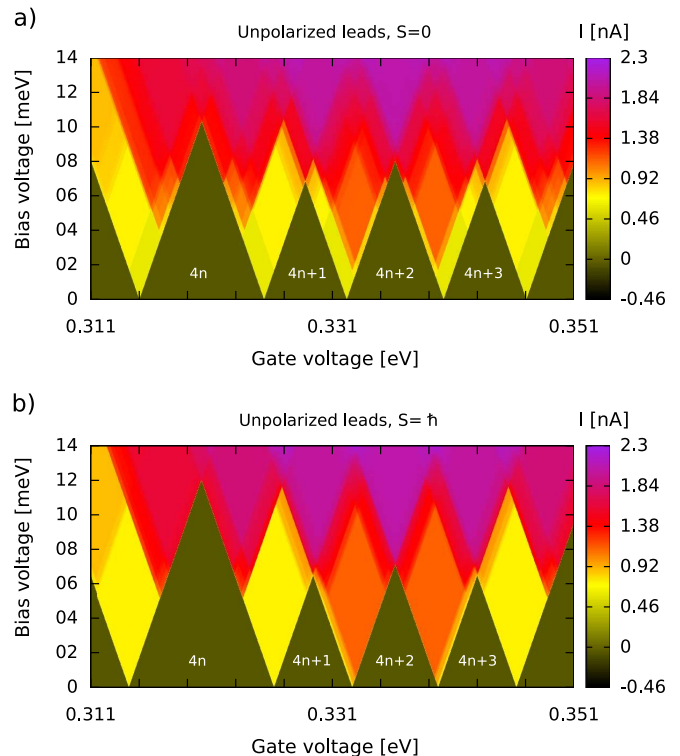 a)
Unpolarized leads, S=0
I [nA]
Bias voltage [meV]
14
12
10
08
06
04
02
0
4n
4n+1
4n+2
4n+3
0.311
0.331
0.351
Gate voltage [eV]
2.3
1.84
1.38
0.92
0.46
0
-0.46
b)
Unpolarized leads, S= ħ
I [nA]
Bias voltage [meV]
14
12
10
08
06
04
02
0
4n
4n+1
4n+2
4n+3
0.311
0.331
0.351
Gate voltage [eV]
2.3
1.84
1.38
0.92
0.46
0
-0.46